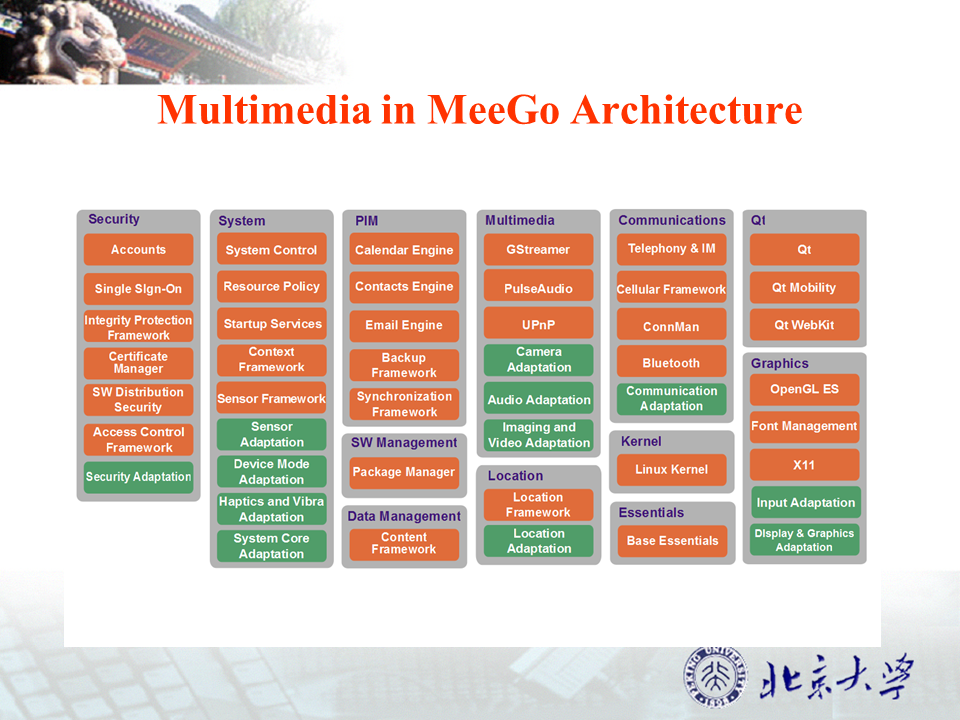 Multimedia in MeeGo Architecture
Security
Accounts
Single SIgn-On
Integrity Protection
Framework
Certificate
Manager
SW Distribution
Security
Access Control
Framework
Security Adaptation
System
System Control
Resource Policy
Startup Services
Context
Framework
Sensor Framework
Sensor
Adaptation
Device Mode
Adaptation
Haptics and Vibra
Adaptation
System Core
Adaptation
PIM
Calendar Engine
Contacts Engine
Email Engine
Backup
Framework
Synchronization
Framework
SW Management
Package Manager
Data Management
Content
Framework
Multimedia
GStreamer
PulseAudio
UPnP
Camera
Adaptation
Audio Adaptation
Imaging and
Video Adaptation
Location
Location
Framework
Location
Adaptation
Communications
Telephony & IM
Cellular Framework
ConnMan
Bluetooth
Communication
Adaptation
Kernel
Linux Kernel
Essentials
Base Essentials
Qt
Qt
Qt Mobility
Qt WebKit
Graphics
OpenGL ES
Font Management
X11
Input Adaptation
DIsplay & Graphics
Adaptation
PEKING UNIVERSITY
1898
北京大学